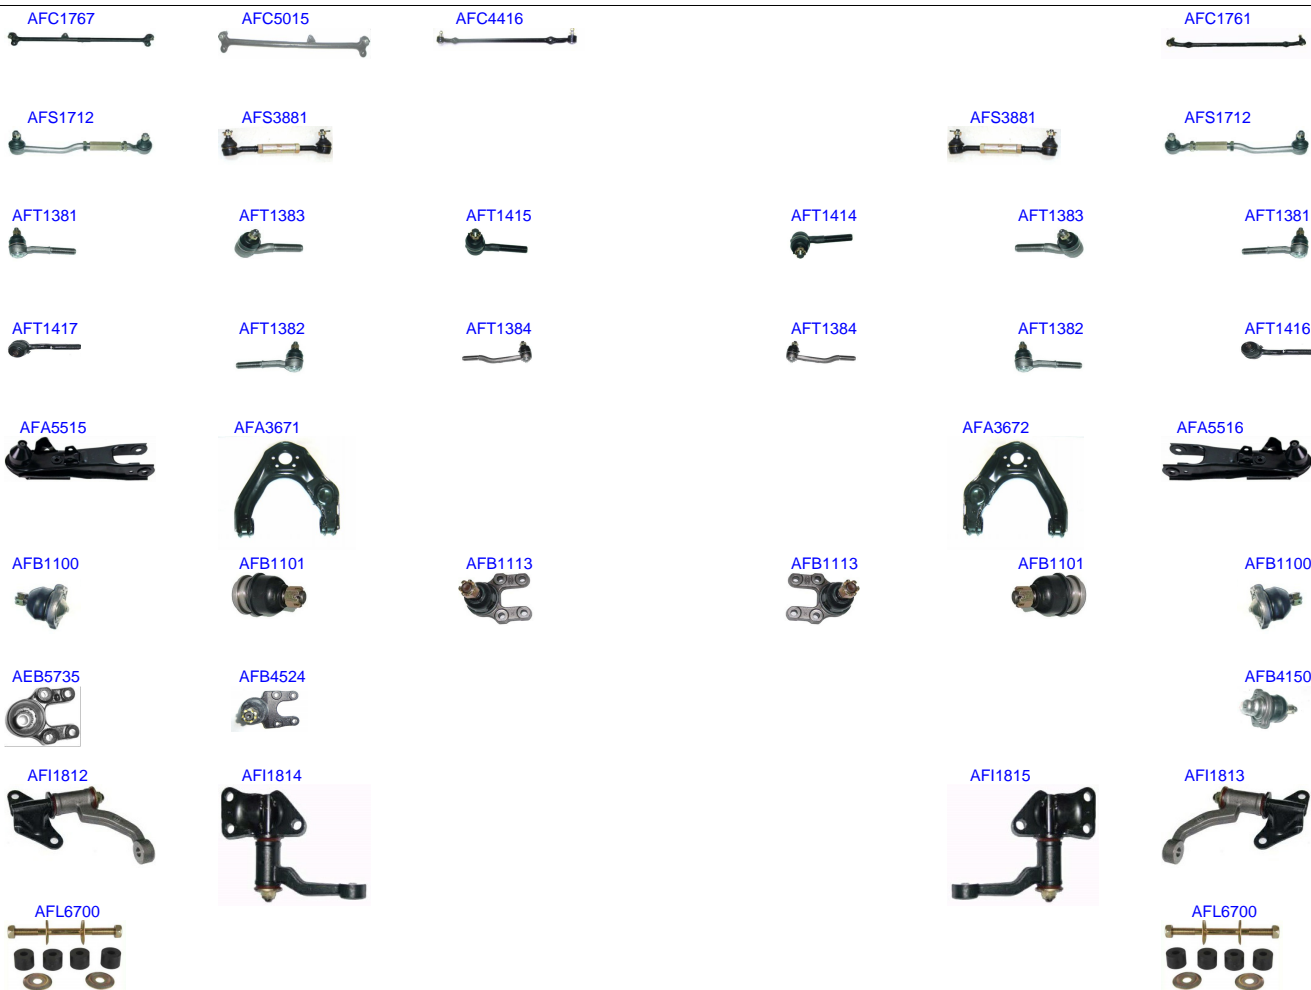 AFC1767 AFC5015 AFC4416 AFC1761
AFS1712 AFS3881 AFS3881 AFS1712
AFT1381 AFT1383 AFT1415 AFT1414 AFT1383 AFT1381
AFT1417 AFT1382 AFT1384 AFT1384 AFT1382 AFT1416
AFA5515 AFA3671 AFA3672 AFA5516
AFB1100 AFB1101 AFB1113 AFB1113 AFB1101 AFB1100
AEB5735 AFB4524 AFB4150
AFI1812 AFI1814 AFI1815 AFI1813
AFL6700 AFL6700